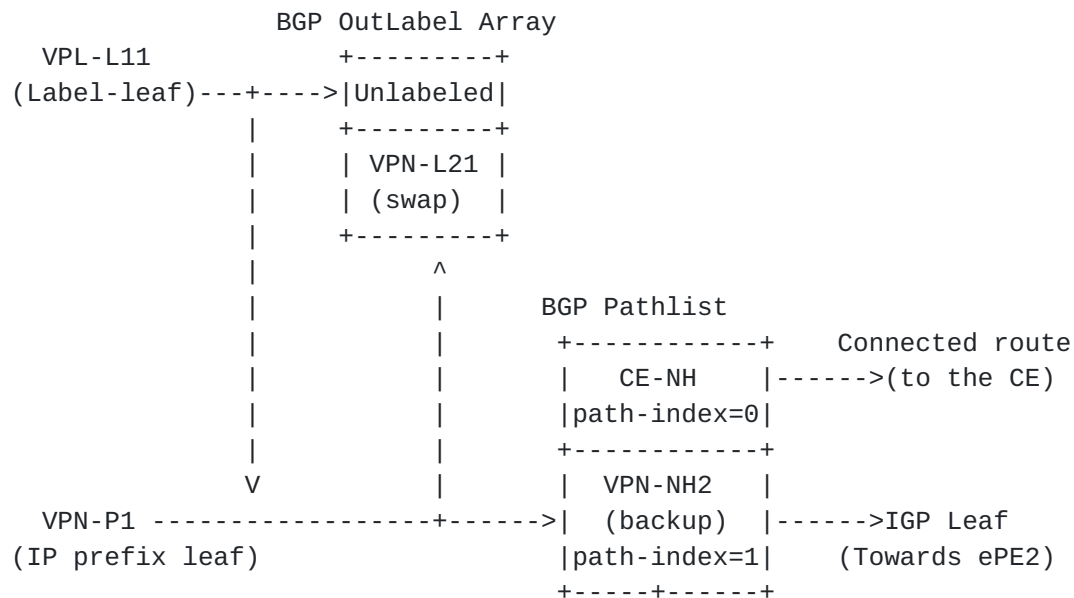 BGP OutLabel Array
  VPL-L11            +---------+
(Label-leaf)---+---->|Unlabeled|
               |     +---------+
               |     | VPN-L21 |
               |     | (swap)  |
               |     +---------+
               |           ^
               |           |      BGP Pathlist
               |           |       +------------+    Connected route
               |           |       |   CE-NH    |------>(to the CE)
               |           |       |path-index=0|
               |           |       +------------+
               V           |       |  VPN-NH2   |
  VPN-P1 ------------------+------>|  (backup)  |------>IGP Leaf
(IP prefix leaf)                   |path-index=1|    (Towards ePE2)
                                   +-----+------+